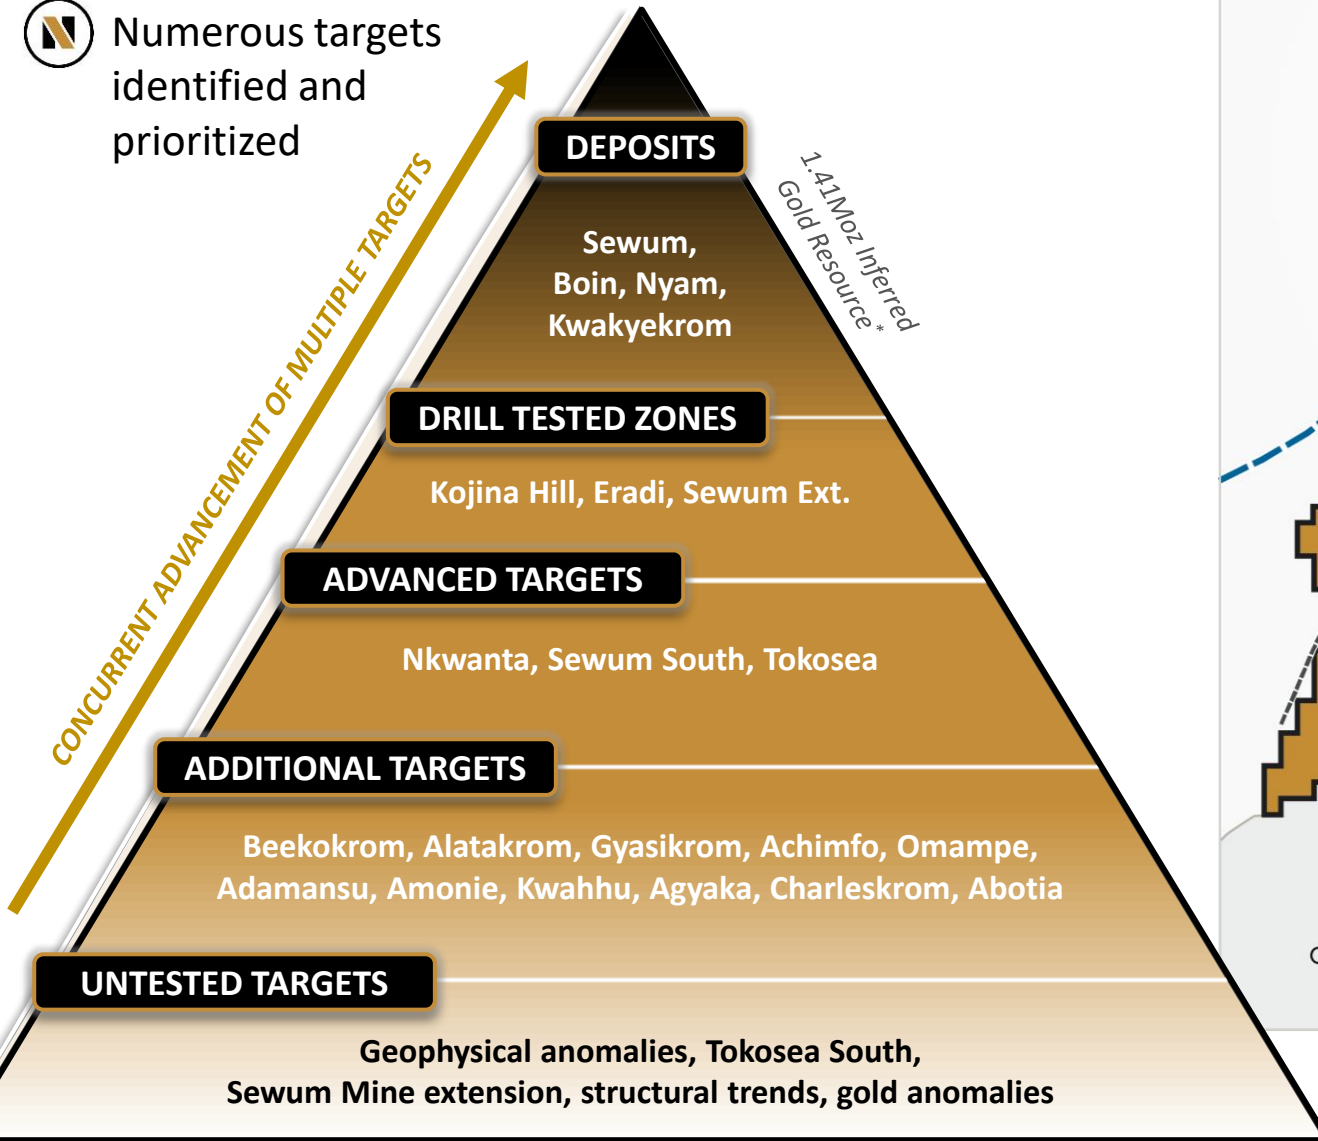 N
Numerous targets
identified and
prioritized
CONCURRENT ADVANCEMENT OF MULTIPLE TARGETS
DEPOSITS
1.41Moz Inferred
Gold Resource*
Sewum,
Boin, Nyam,
Kwakyekrom
DRILL TESTED ZONES
Kojina Hill, Eradi, Sewum Ext.
ADVANCED TARGETS
Nkwanta, Sewum South, Tokosea
ADDITIONAL TARGETS
Beekokrom, Alatakrom, Gyasikrom, Achimfo, Omampe,
Adamansu, Amonie, Kwahhu, Agyaka, Charleskrom, Abotia
UNTESTED TARGETS
Geophysical anomalies, Tokosea South,
Sewum Mine extension, structural trends, gold anomalies